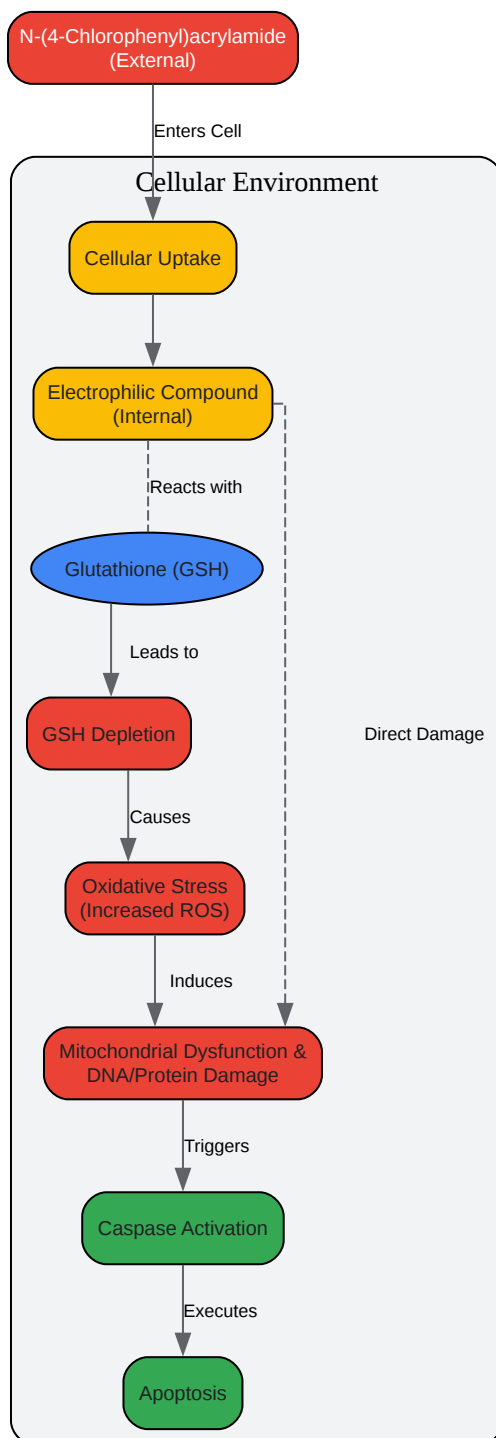 N-(4-Chlorophenyl)acrylamide
(External)
Enters Cell
Cellular Environment
Cellular Uptake
Electrophilic Compound
(Internal)
Reacts with
Glutathione (GSH)
Leads to
GSH Depletion
Direct Damage
Causes
Oxidative Stress
(Increased ROS)
Induces
Mitochondrial Dysfunction &
DNA/Protein Damage
Triggers
Caspase Activation
Executes
Apoptosis